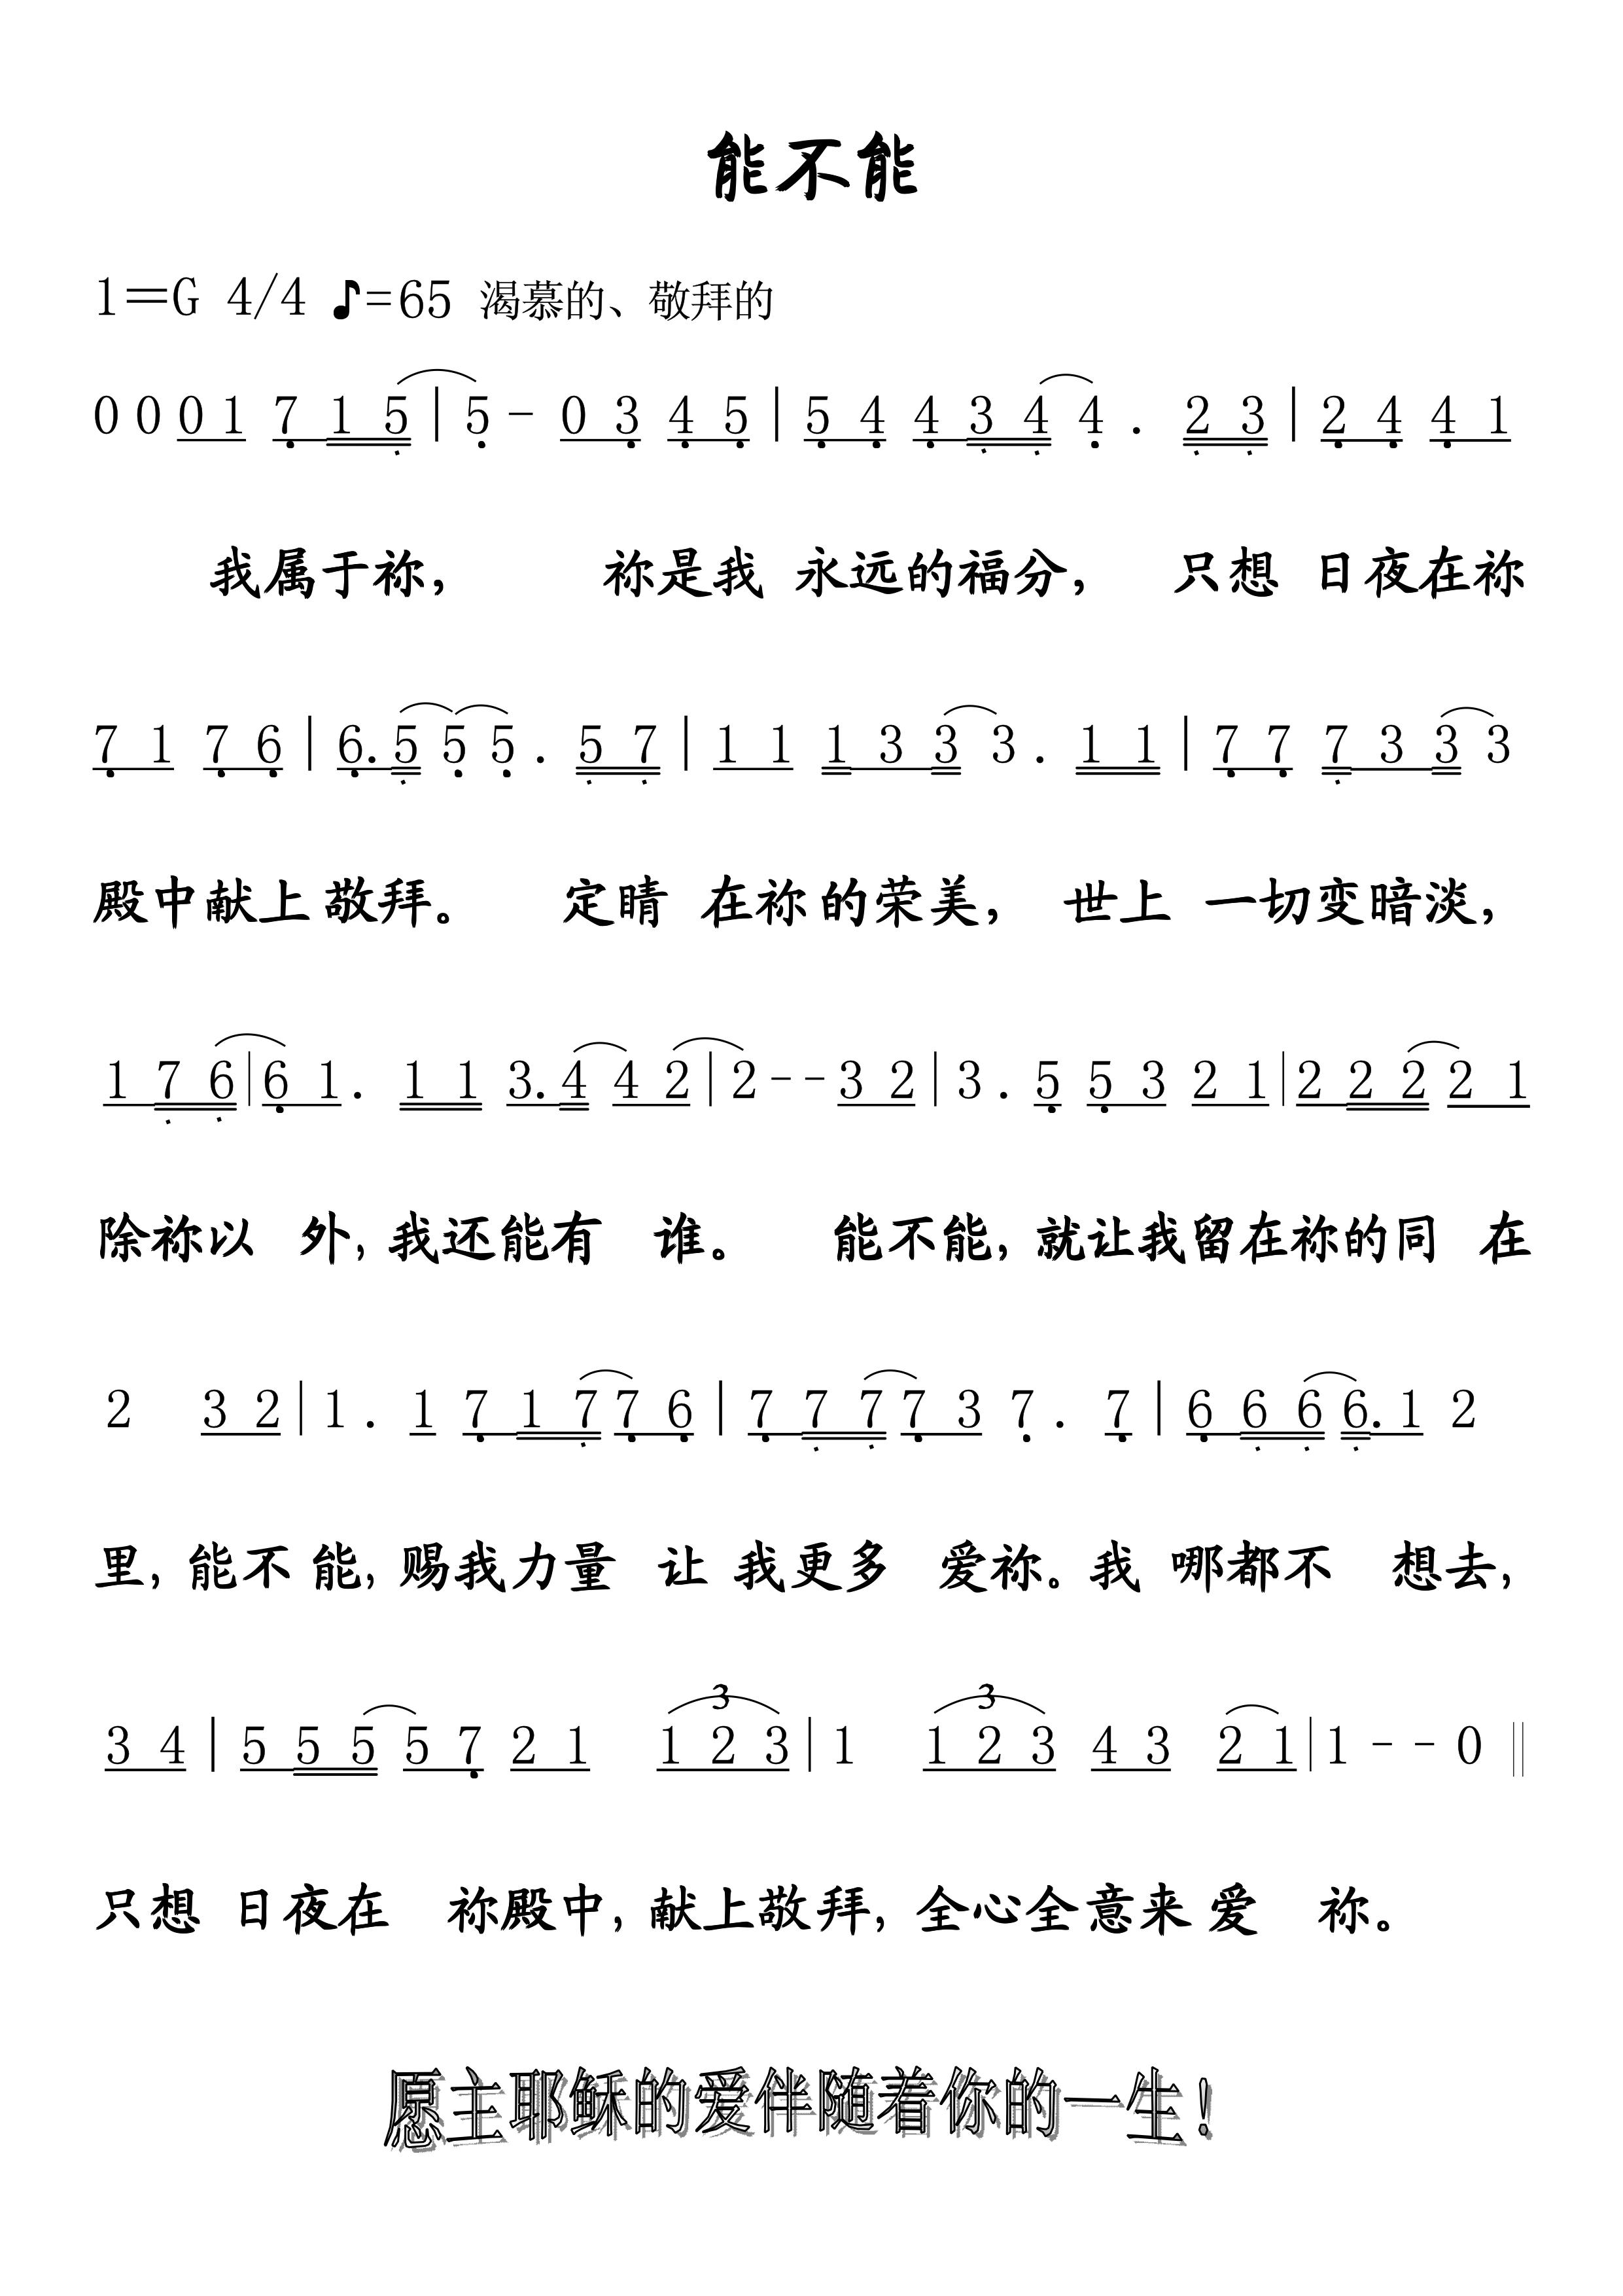 能不能
1=G 4/4 ♪=65 渴慕的、敬拜的
0 0 0 1 7 1 5 | 5 - 0 3 4 5 | 5 4 4 3 4 4 . 2 3 | 2 4 4 1
我属于祢， 祢是我 永远的福分， 只想 日夜在祢
7 1 7 6 | 6. 5 5 5 . 5 7 | 1 1 1 3 3 3 . 1 1 | 7 7 7 3 3 3
殿中献上 敬拜。 定睛 在祢的荣美， 世上 一切变暗淡，
1 7 6 | 6 1 . 1 1 3. 4 4 2 | 2 - - 3 2 | 3 . 5 5 3 2 1 | 2 2 2 2 1
除祢以 外，我还能有 谁。 能不能，就让我留在祢的同 在
2 3 2 | 1 . 1 7 1 7 7 6 | 7 7 7 7 3 7 . 7 | 6 6 6 6. 1 2
里，能不 能，赐我力量 让 我更多 爱祢。我 哪都不 想去，
3 3
3 4 | 5 5 5 5 7 2 1 1 2 3 | 1 1 2 3 4 3 2 1 | 1 - - 0 ‖
只想 日夜在 祢殿中，献上敬拜，全心全意来 爱 祢。
愿主耶稣的爱伴随着你的一生！